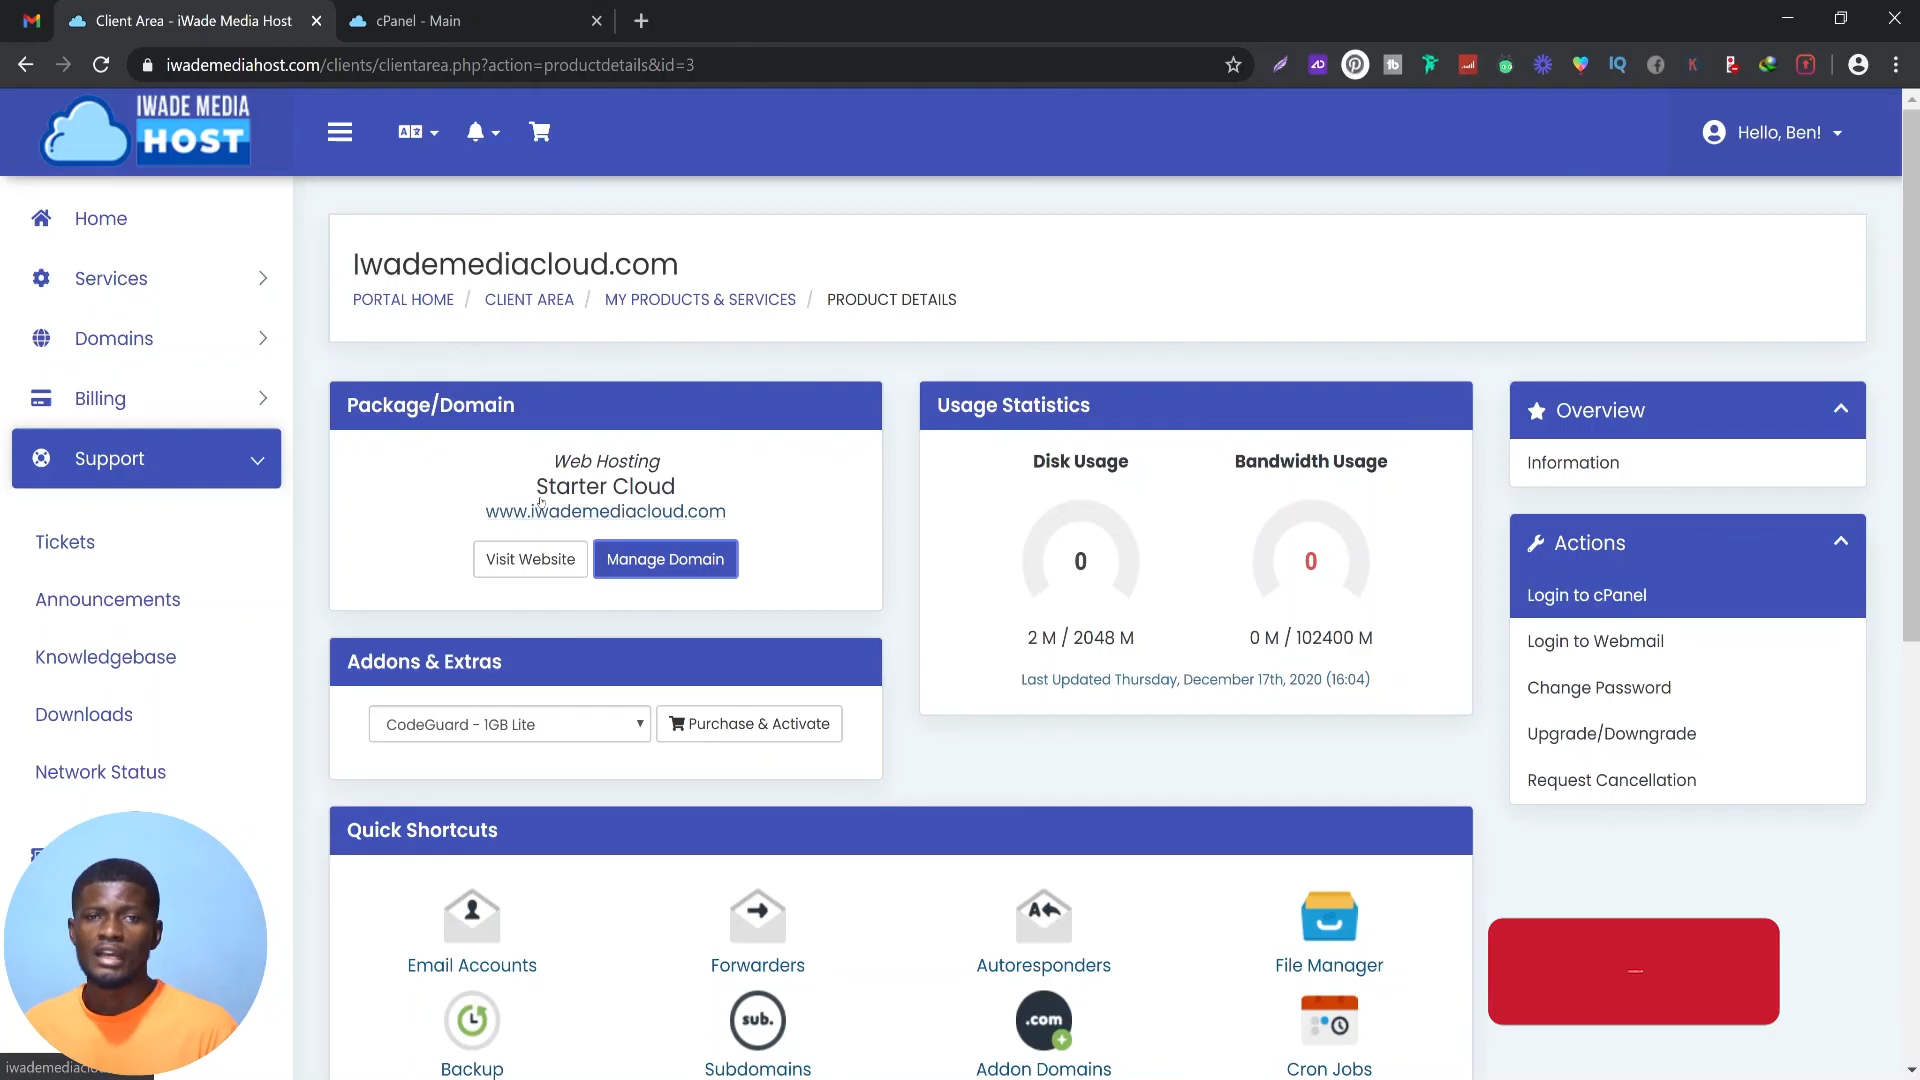 Client Area - iWade Media Host
cPanel - Main
iwademediahost.com/clients/clientarea.php?action=productdetails&id=3
IWADE MEDIA
HOST
Hello, Ben!
Home
Services
Domains
Billing
Support
Tickets
Announcements
Knowledgebase
Downloads
Network Status
Iwademediacloud.com
PORTAL HOME / CLIENT AREA / MY PRODUCTS & SERVICES / PRODUCT DETAILS
Package/Domain
Web Hosting
Starter Cloud
www.iwademediacloud.com
Visit Website
Manage Domain
Addons & Extras
CodeGuard - 1GB Lite
Purchase & Activate
Usage Statistics
Disk Usage
0
2 M / 2048 M
Bandwidth Usage
0
0 M / 102400 M
Last Updated Thursday, December 17th, 2020 (16:04)
Overview
Information
Actions
Login to cPanel
Login to Webmail
Change Password
Upgrade/Downgrade
Request Cancellation
Quick Shortcuts
Email Accounts
Forwarders
Autoresponders
File Manager
sub.
.com
Backup
Subdomains
Addon Domains
Cron Jobs